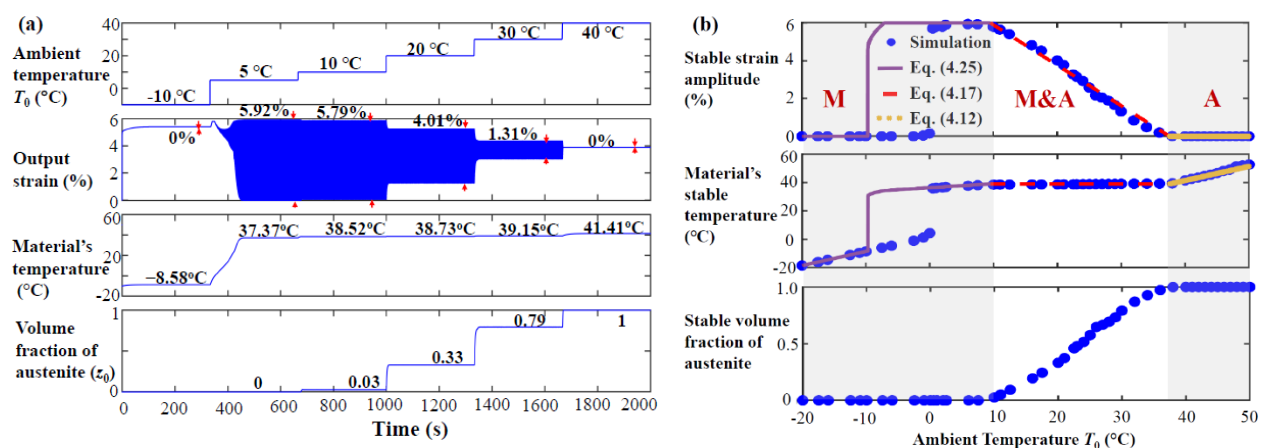 (a)
Ambient
temperature
T0 (°C)
40
20
0
-10 °C
5 °C
10 °C
20 °C
30 °C
40 °C
Output
strain (%)
6
4
2
0
0%
5.92%
5.79%
4.01%
1.31%
0%
Material's
temperature
(°C)
60
20
-20
−8.58°C
37.37°C
38.52°C
38.73°C
39.15°C
41.41°C
Volume
fraction of
austenite (z0)
1
0
0
0.03
0.33
0.79
1
0 200 400 600 800 1000 1200 1400 1600 1800 2000
Time (s)
(b)
Stable strain
amplitude
(%)
6
4
2
0
Simulation
Eq. (4.25)
Eq. (4.17)
Eq. (4.12)
M
M&A
A
Material's
stable
temperature
(°C)
60
40
20
0
-20
Stable volume
fraction of
austenite
1.0
0.5
0
-20 -10 0 10 20 30 40 50
Ambient Temperature T0 (°C)